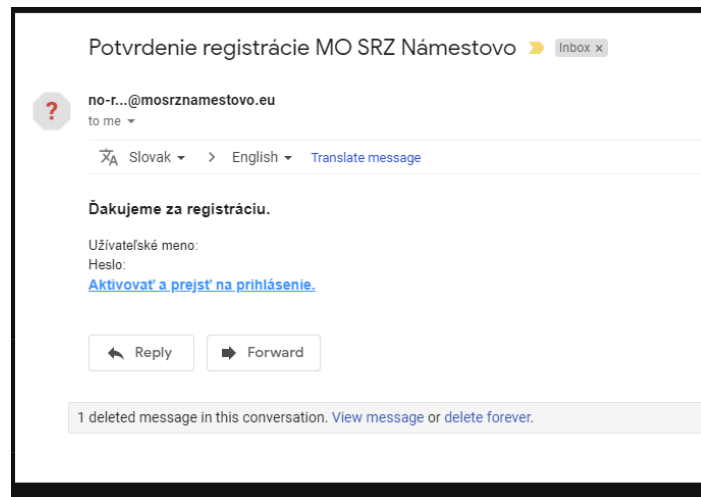 Potvrdenie registrácie MO SRZ Námestovo Inbox x
?
no-r...@mosrznamestovo.eu
to me
Slovak > English Translate message
Ďakujeme za registráciu.
Užívateľské meno:
Heslo:
Aktivovať a prejsť na prihlásenie.
Reply Forward
1 deleted message in this conversation. View message or delete forever.